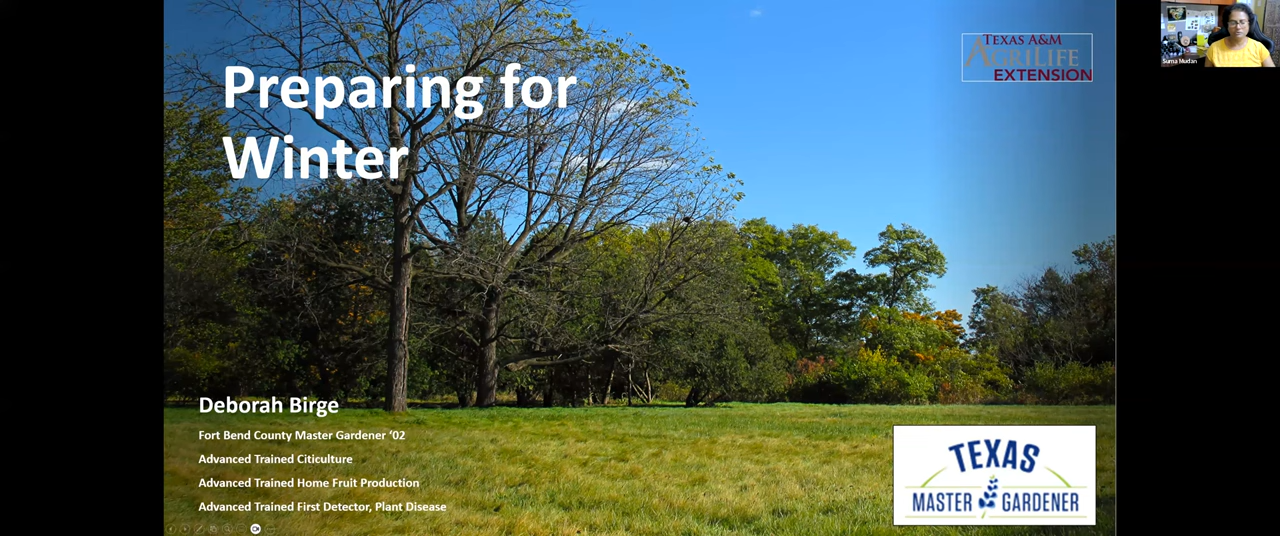 Preparing for
Winter
TEXAS A&M
AGRILIFE
EXTENSION
Suma Mudan
Deborah Birge
Fort Bend County Master Gardener ‘02
Advanced Trained Citiculture
Advanced Trained Home Fruit Production
Advanced Trained First Detector, Plant Disease
TEXAS
MASTER GARDENER